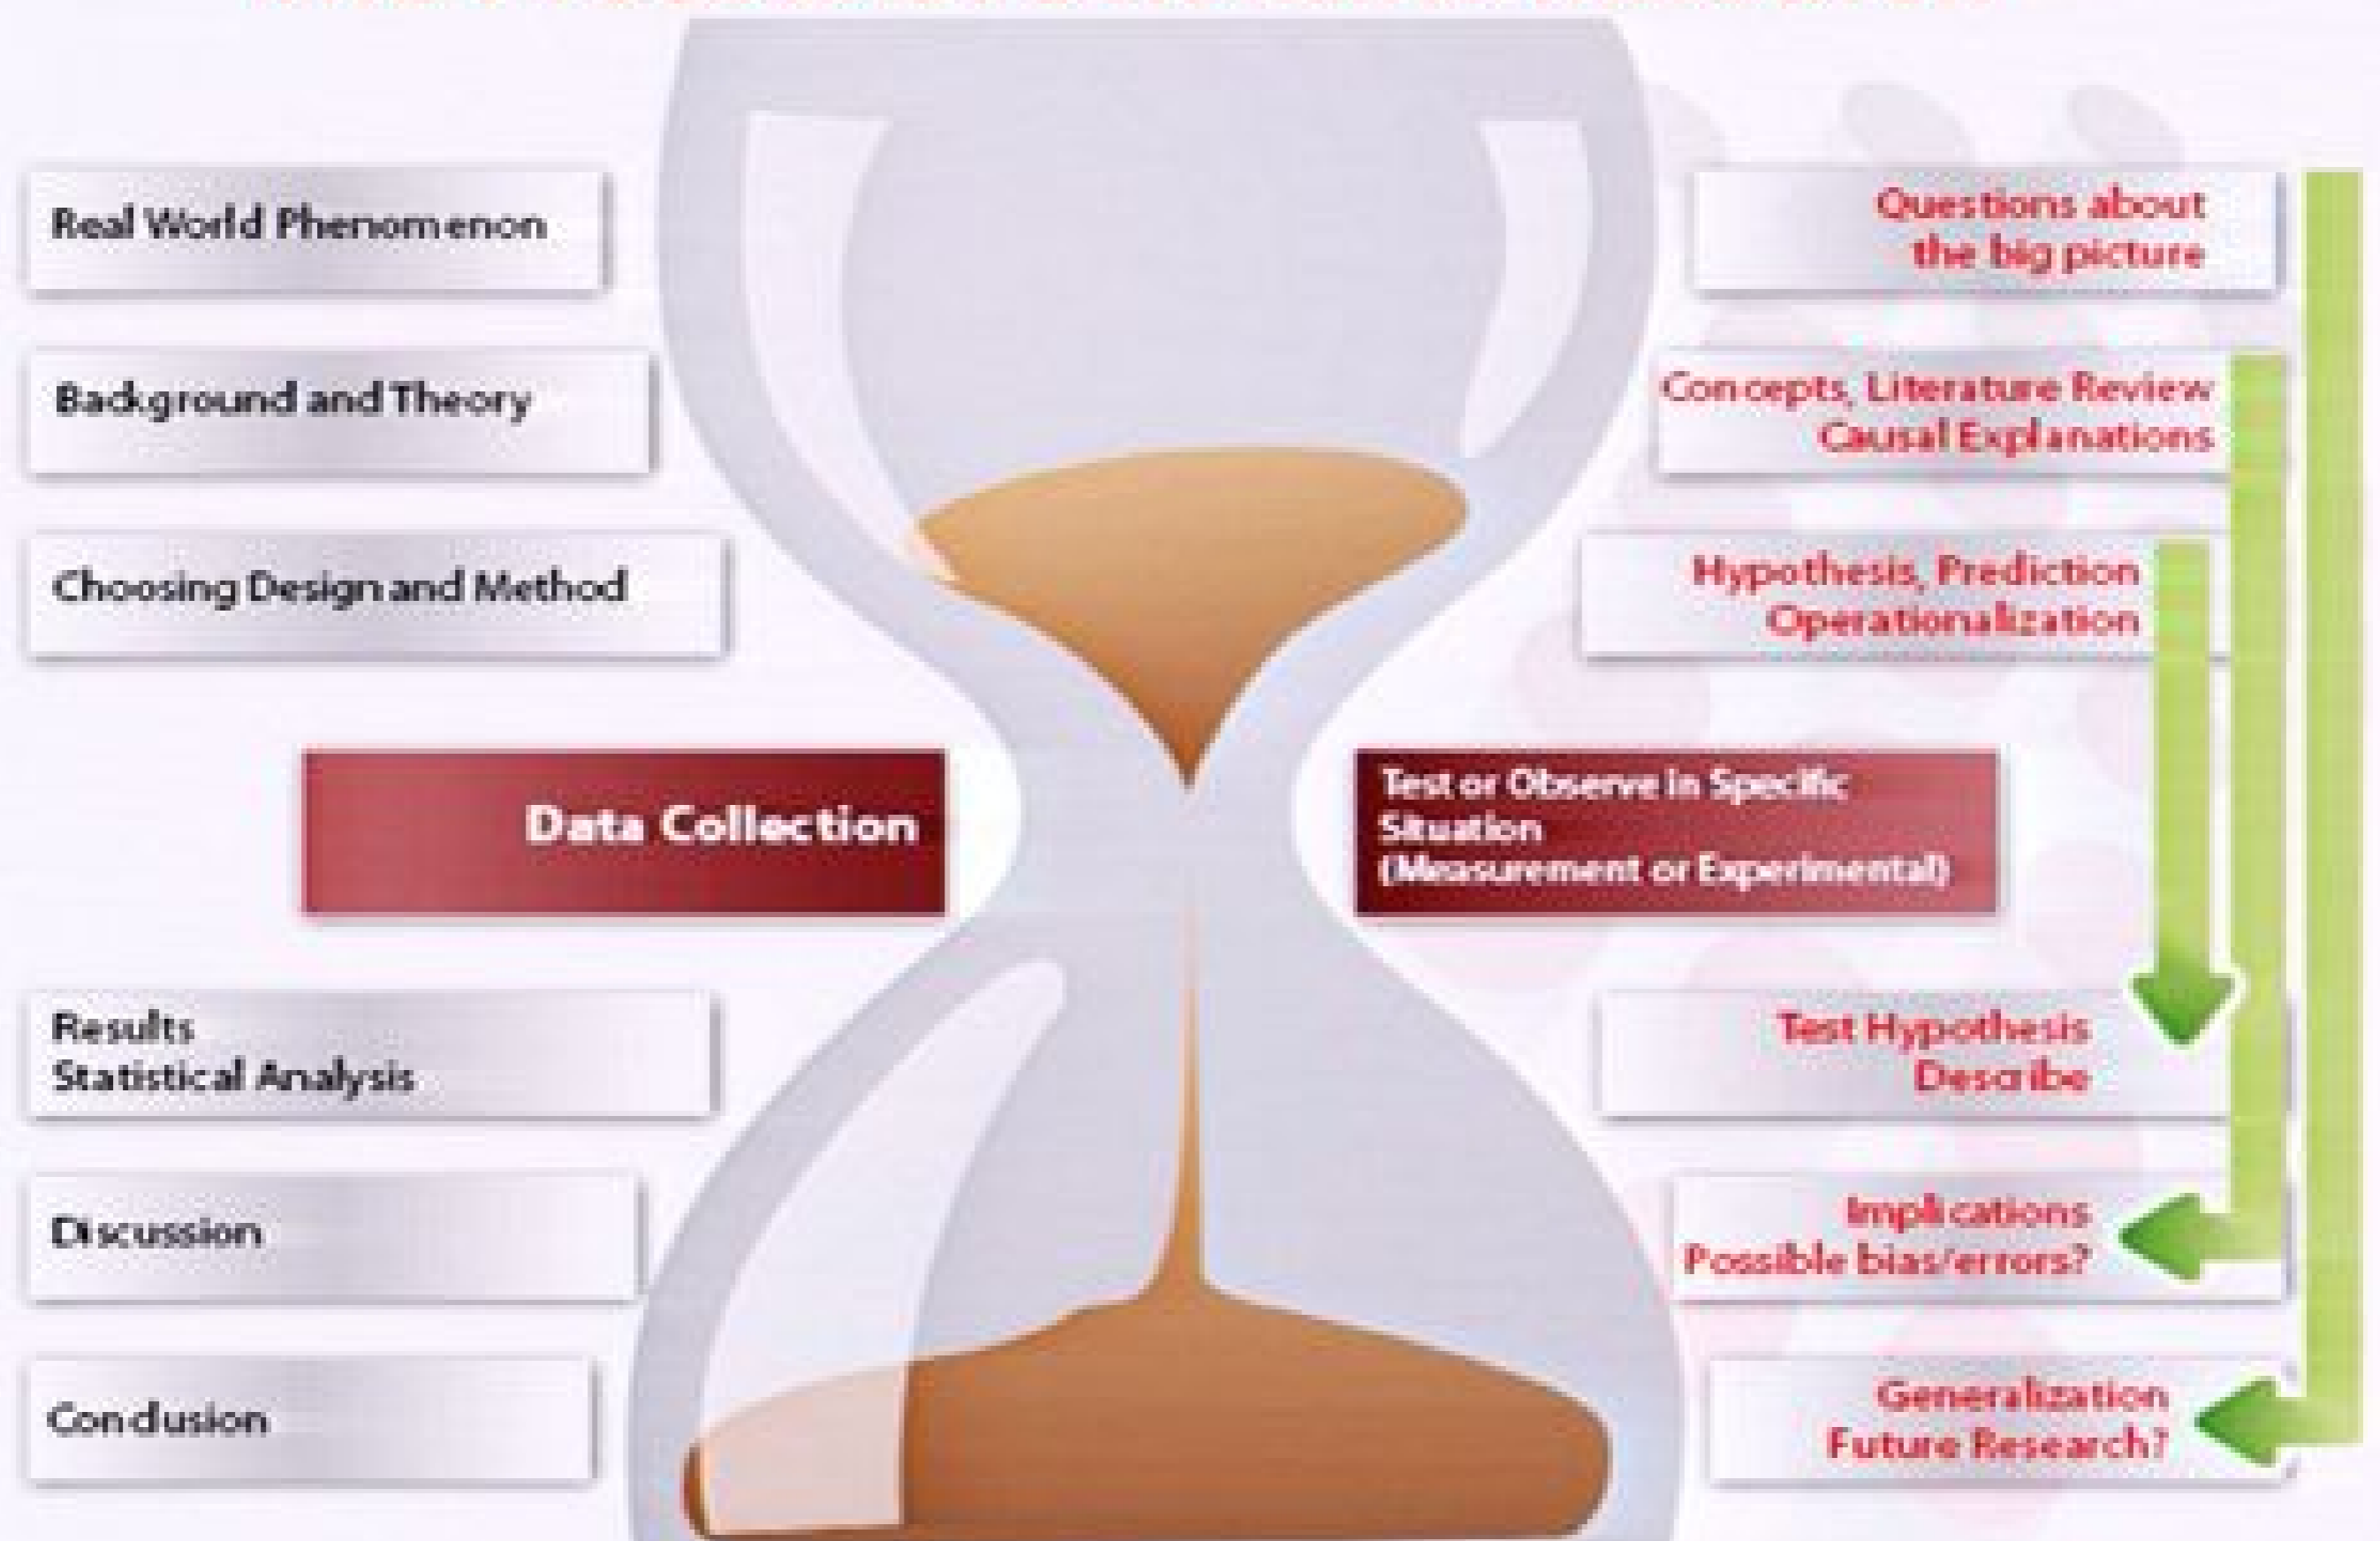 Real World Phenomenon
Questions about
the big picture
Background and Theory
Concepts, Literature Review
Causal Explanations
Choosing Design and Method
Hypothesis, Prediction
Operationalization
Data Collection
Test or Observe in Specific
Situation
(Measurement or Experimental)
Results
Statistical Analysis
Test Hypothesis
Describe
Discussion
Implications
Possible bias/errors?
Conclusion
Generalization
Future Research?